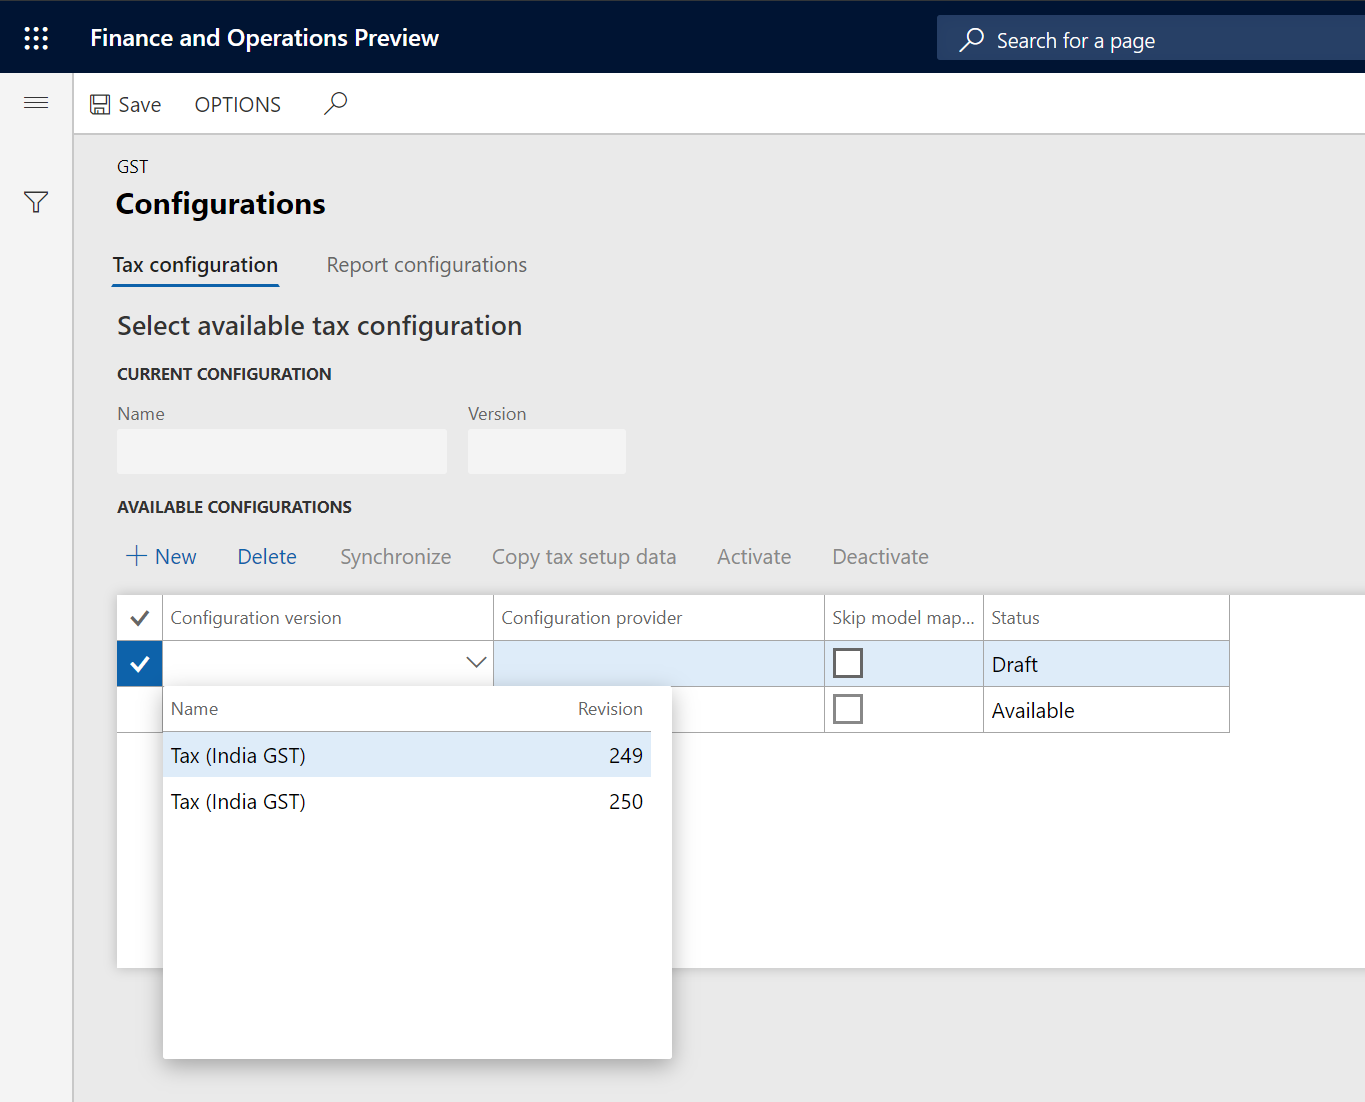 Finance and Operations Preview
Search for a page
Save OPTIONS
GST
Configurations
Tax configuration Report configurations
Select available tax configuration
CURRENT CONFIGURATION
Name Version
AVAILABLE CONFIGURATIONS
New Delete Synchronize Copy tax setup data Activate Deactivate
Configuration version Configuration provider Skip model map... Status
Draft
Available
Name Revision
Tax (India GST) 249
Tax (India GST) 250